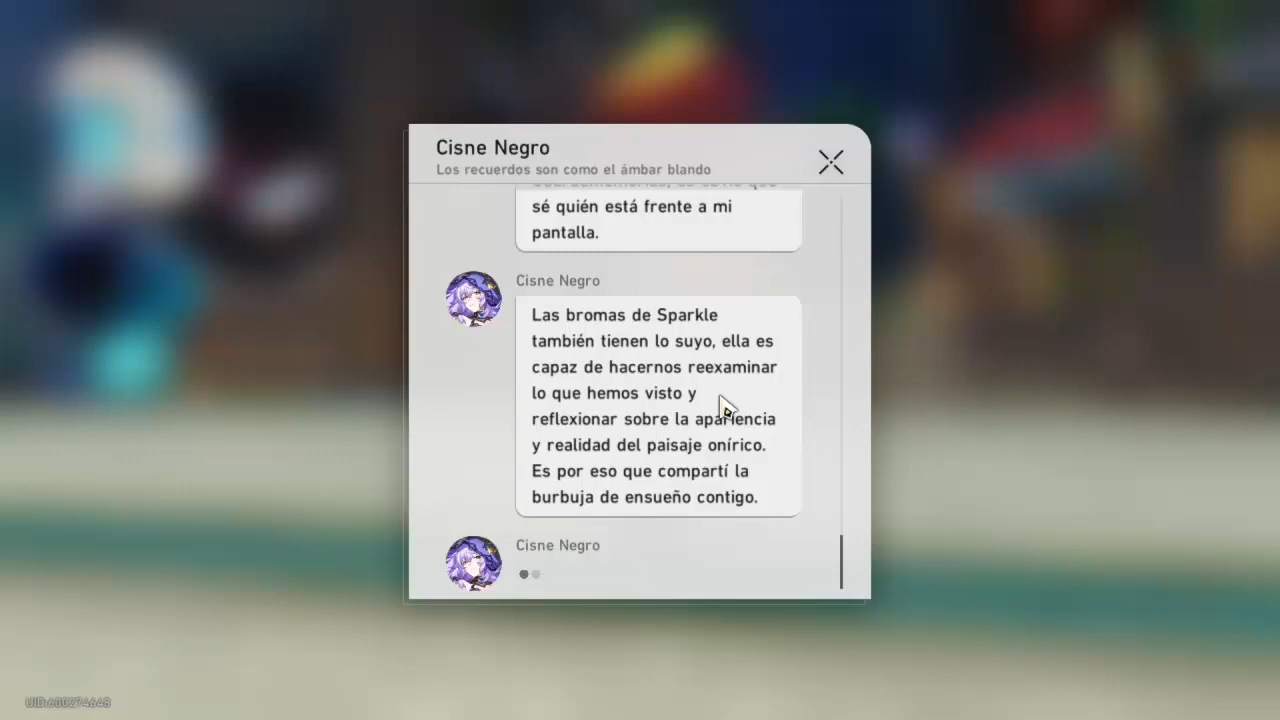 Cisne Negro
Los recuerdos son como el ámbar blando
sé quién está frente a mi
pantalla.
Cisne Negro
Las bromas de Sparkle
también tienen lo suyo, ella es
capaz de hacernos reexaminar
lo que hemos visto y
reflexionar sobre la apariencia
y realidad del paisaje onírico.
Es por eso que compartí la
burbuja de ensueño contigo.
Cisne Negro
UID:600274648